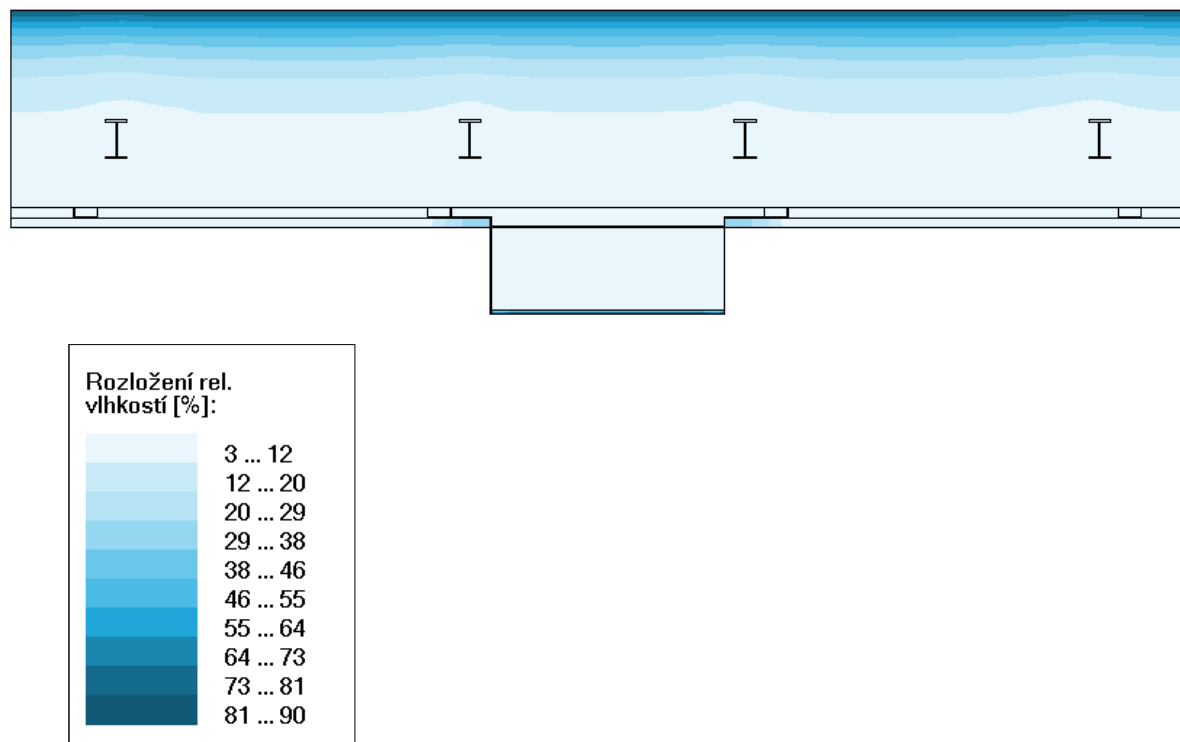 Rozložení rel.
vlhkostí [%]:
3 ... 12
12 ... 20
20 ... 29
29 ... 38
38 ... 46
46 ... 55
55 ... 64
64 ... 73
73 ... 81
81 ... 90